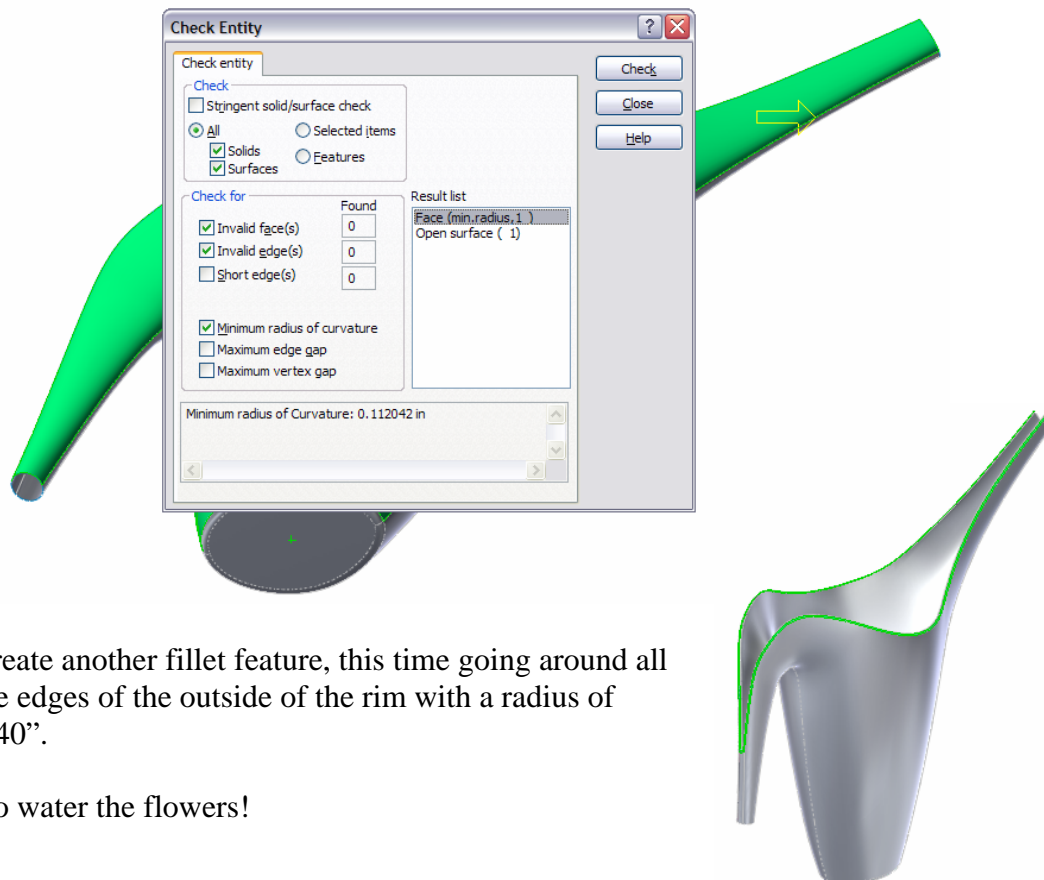 Check Entity
Check entity
Check
Stringent solid/surface check
All
Selected items
Solids
Features
Surfaces
Check
Close
Help
Check for
Found
Invalid face(s)
0
Invalid edge(s)
0
Short edge(s)
0
Minimum radius of curvature
Maximum edge gap
Maximum vertex gap
Result list
Face (min.radius,1 )
Open surface ( 1)
Minimum radius of Curvature: 0.112042 in
reate another fillet feature, this time going around all
e edges of the outside of the rim with a radius of
40”.
o water the flowers!